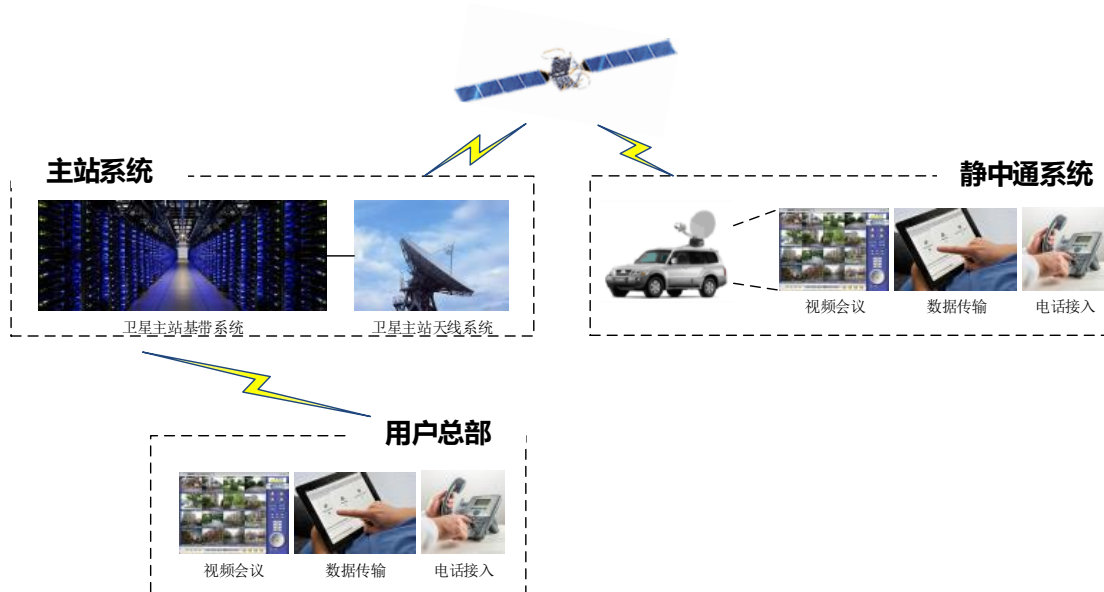 主站系统
静中通系统
卫星主站基带系统
卫星主站天线系统
视频会议
数据传输
电话接入
用户总部
视频会议
数据传输
电话接入